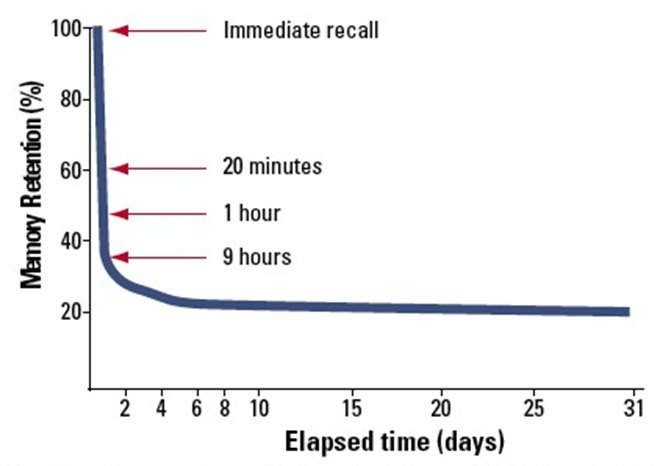 Memory Retention (%)
100
80
60
40
20
Immediate recall
20 minutes
1 hour
9 hours
2 4 6 8 10 15 20 25 31
Elapsed time (days)